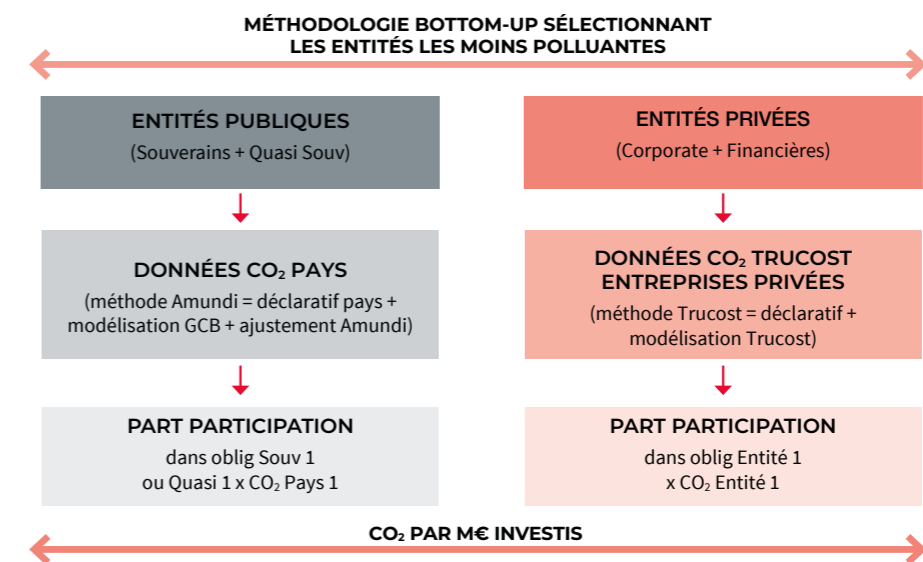 MÉTHODOLOGIE BOTTOM-UP SÉLECTIONNANT
LES ENTITÉS LES MOINS POLLUANTES
ENTITÉS PUBLIQUES
(Souverains + Quasi Souv)
DONNÉES CO₂ PAYS
(méthode Amundi = déclaratif pays +
modélisation GCB + ajustement Amundi)
PART PARTICIPATION
dans oblig Souv 1
ou Quasi 1 x CO₂ Pays 1
ENTITÉS PRIVÉES
(Corporate + Financières)
DONNÉES CO₂ TRUCOST
ENTREPRISES PRIVÉES
(méthode Trucost = déclaratif +
modélisation Trucost)
PART PARTICIPATION
dans oblig Entité 1
x CO₂ Entité 1
CO₂ PAR M€ INVESTIS